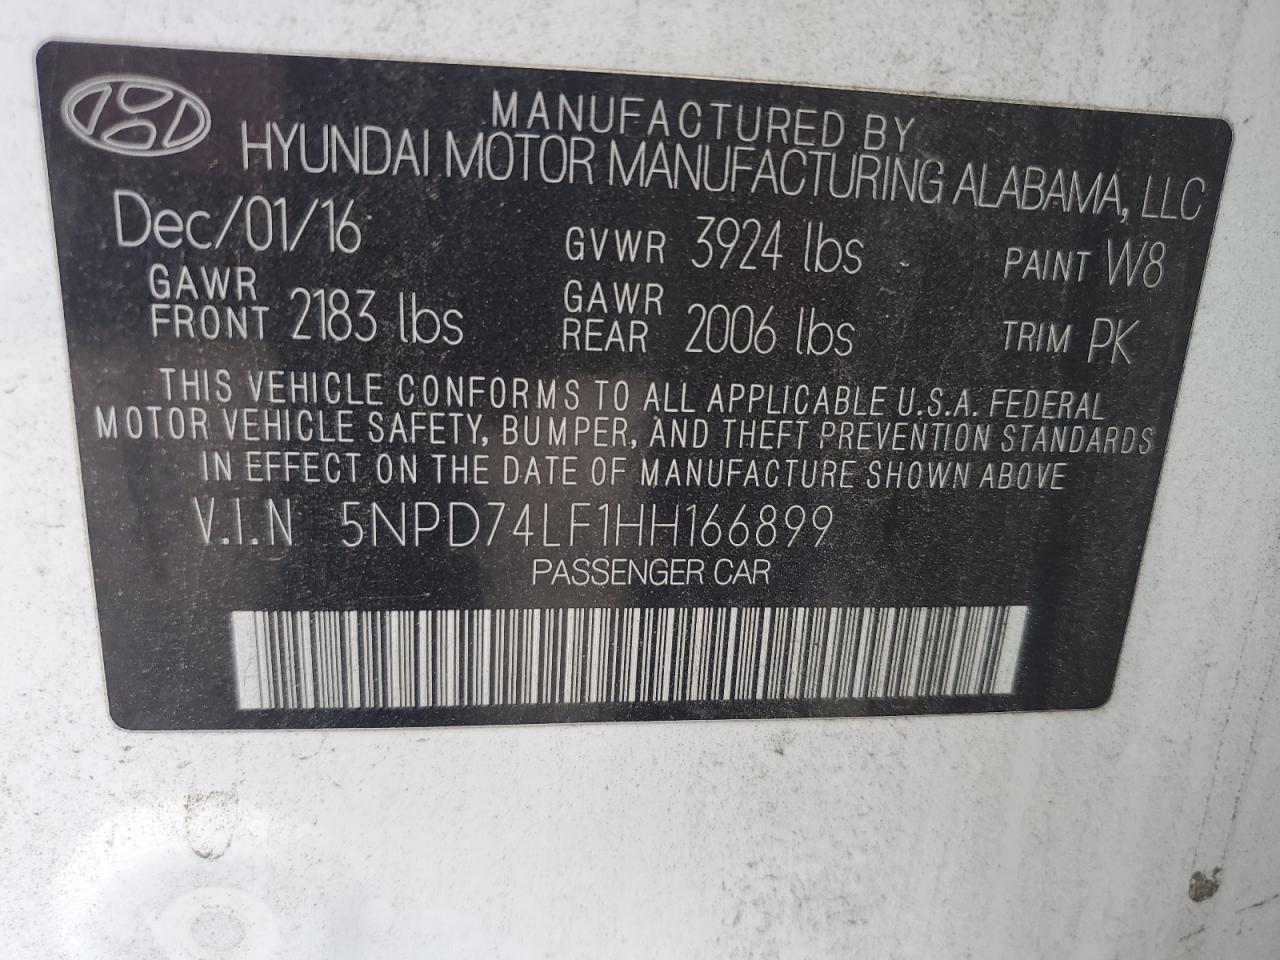 MANUFACTURED BY
HYUNDAI MOTOR MANUFACTURING ALABAMA, LLC
Dec/01/16 GVWR 3924 lbs PAINT W8
GAWR FRONT 2183 lbs GAWR REAR 2006 lbs TRIM PK
THIS VEHICLE CONFORMS TO ALL APPLICABLE U.S.A. FEDERAL
MOTOR VEHICLE SAFETY, BUMPER, AND THEFT PREVENTION STANDARDS
IN EFFECT ON THE DATE OF MANUFACTURE SHOWN ABOVE
V.I.N 5NPD74LF1HH166899
PASSENGER CAR